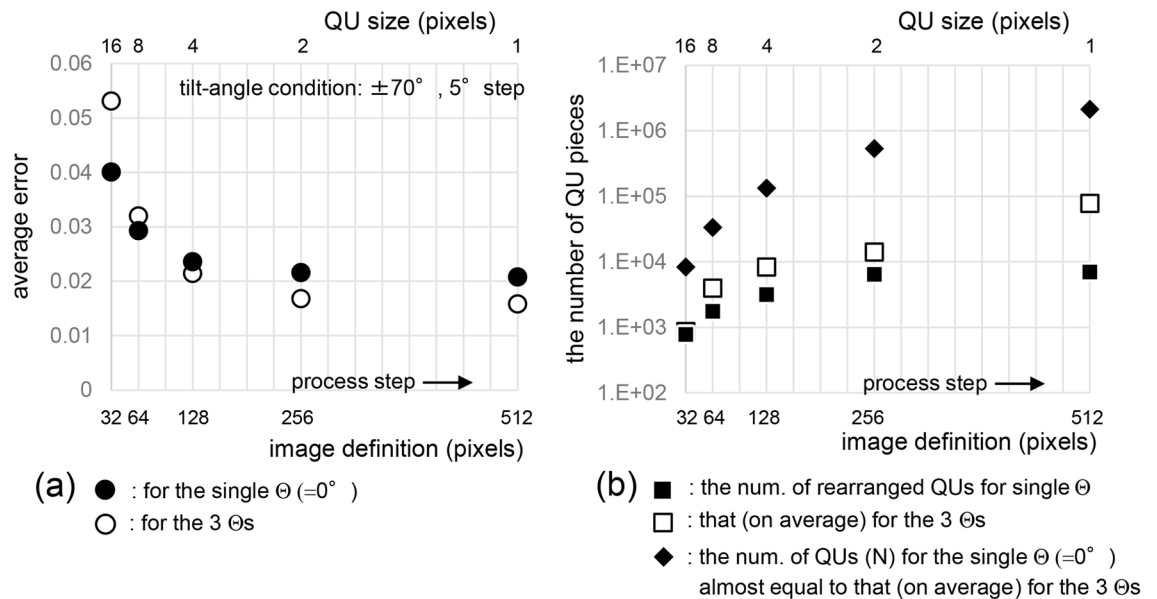 QU size (pixels)
16 8 4 2 1
0.06
0.05
0.04
0.03
0.02
0.01
0
average error
tilt-angle condition: ±70° , 5° step
process step
32 64 128 256 512
image definition (pixels)
(a)
: for the single Θ (=0° )
: for the 3 Θs
QU size (pixels)
16 8 4 2 1
1.E+07
1.E+06
1.E+05
1.E+04
1.E+03
1.E+02
the number of QU pieces
process step
32 64 128 256 512
image definition (pixels)
(b)
: the num. of rearranged QUs for single Θ
: that (on average) for the 3 Θs
: the num. of QUs (N) for the single Θ (=0° )
almost equal to that (on average) for the 3 Θs